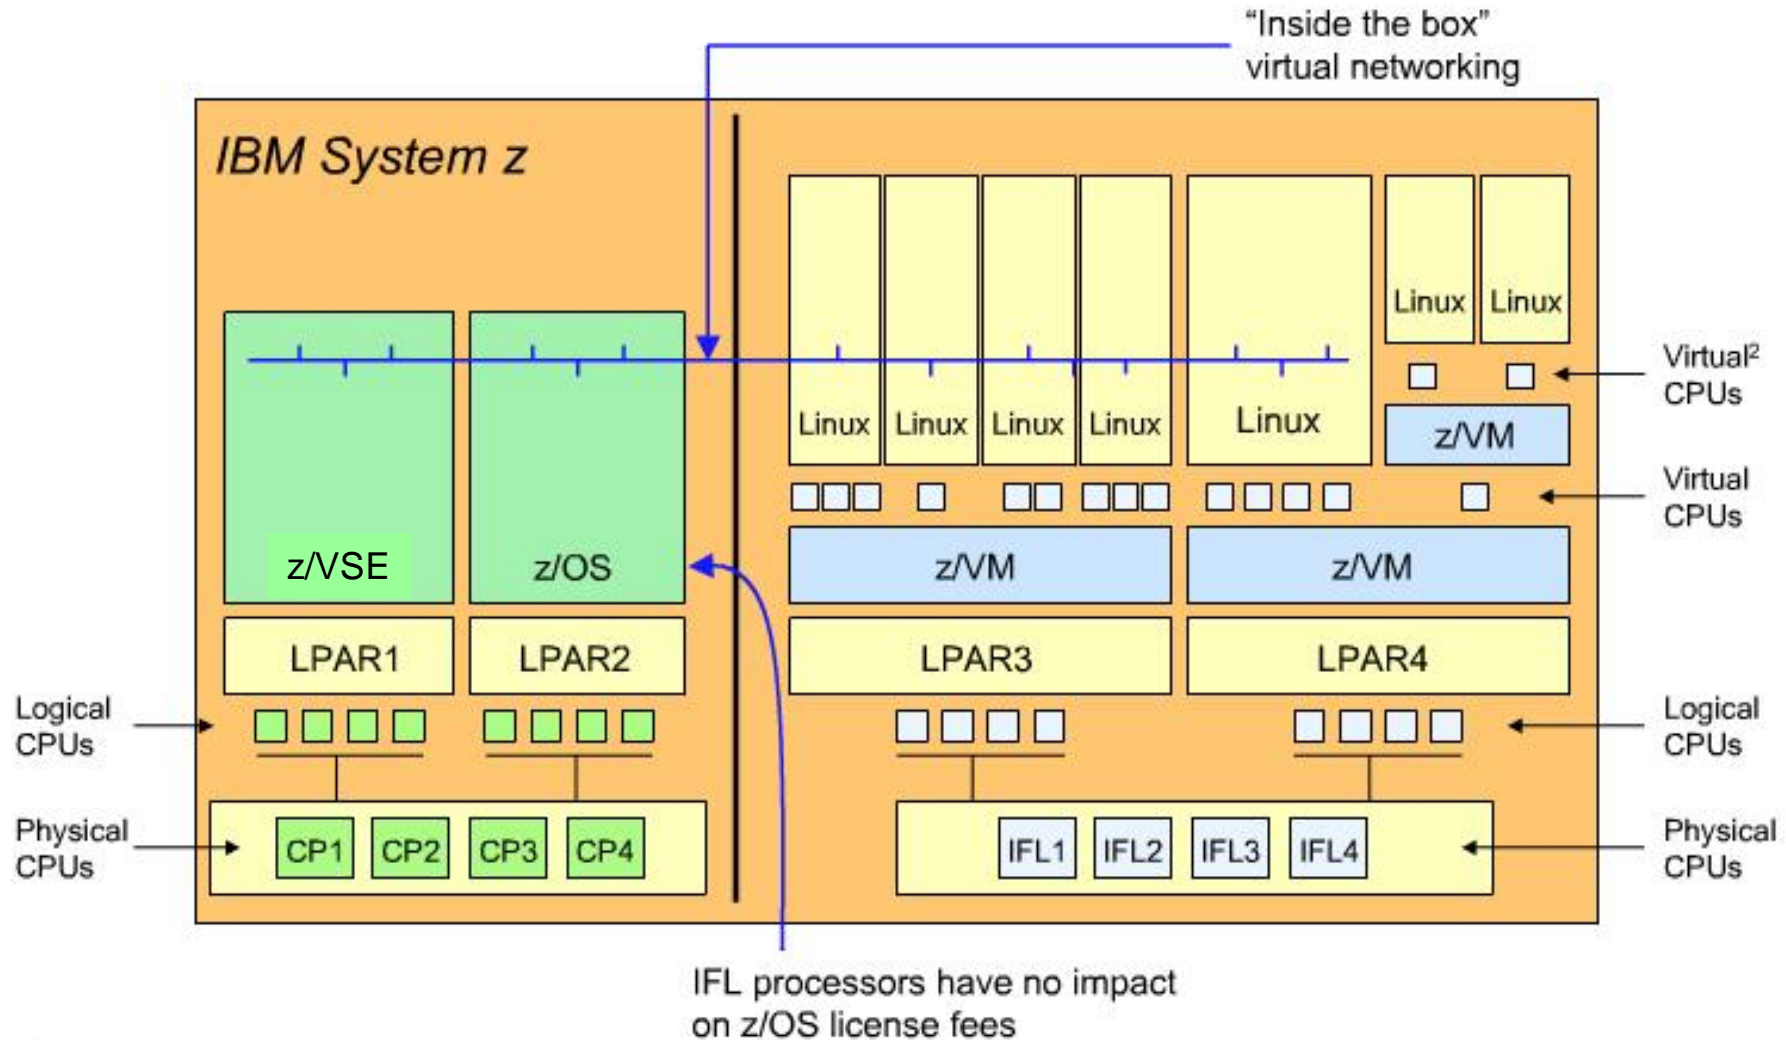 “Inside the box”
virtual networking
IBM System z
Linux Linux
Virtual²
CPUs
Linux Linux Linux Linux Linux
z/VM
Virtual
CPUs
z/VSE z/OS z/VM z/VM
LPAR1 LPAR2 LPAR3 LPAR4
Logical
CPUs
Logical
CPUs
Physical
CPUs
CP1 CP2 CP3 CP4 IFL1 IFL2 IFL3 IFL4
Physical
CPUs
IFL processors have no impact
on z/OS license fees